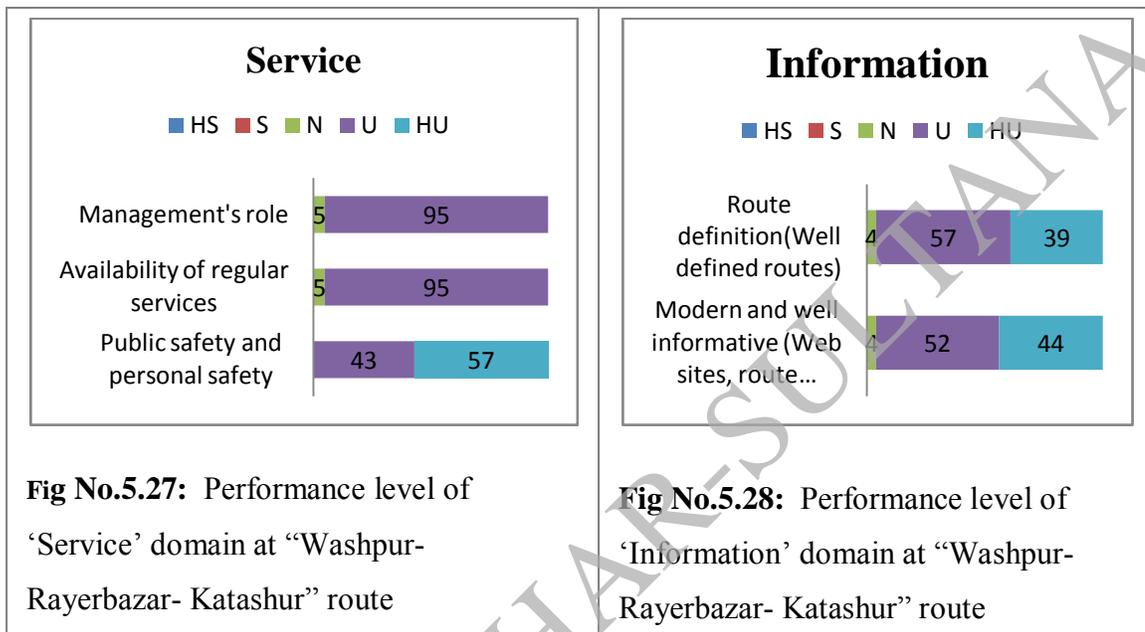 Service
HS S N U HU
Management's role
5 95
Availability of regular
services
5 95
Public safety and
personal safety
43 57
Fig No.5.27: Performance level of
‘Service’ domain at “Washpur-
Rayerbazar- Katashur” route
Information
HS S N U HU
Route
definition(Well
defined routes)
4 57 39
Modern and well
informative (Web
sites, route...
4 52 44
Fig No.5.28: Performance level of
‘Information’ domain at “Washpur-
Rayerbazar- Katashur” route
HAR-SULTANA